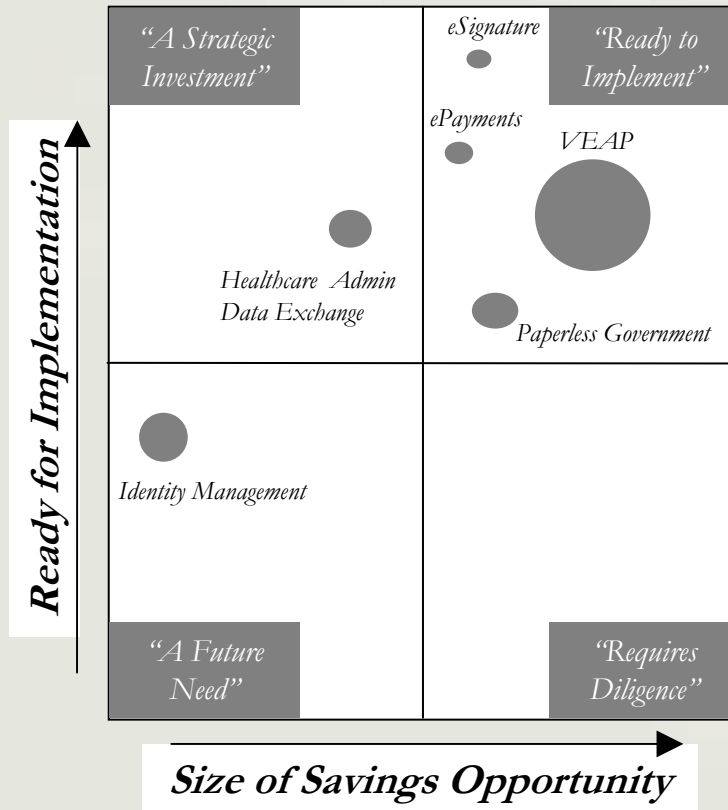 “A Strategic
Investment”
eSignature
“Ready to
Implement”
ePayments
VEAP
Healthcare Admin
Data Exchange
Paperless Government
Identity Management
“A Future
Need”
“Requires
Diligence”
Ready for Implementation
Size of Savings Opportunity